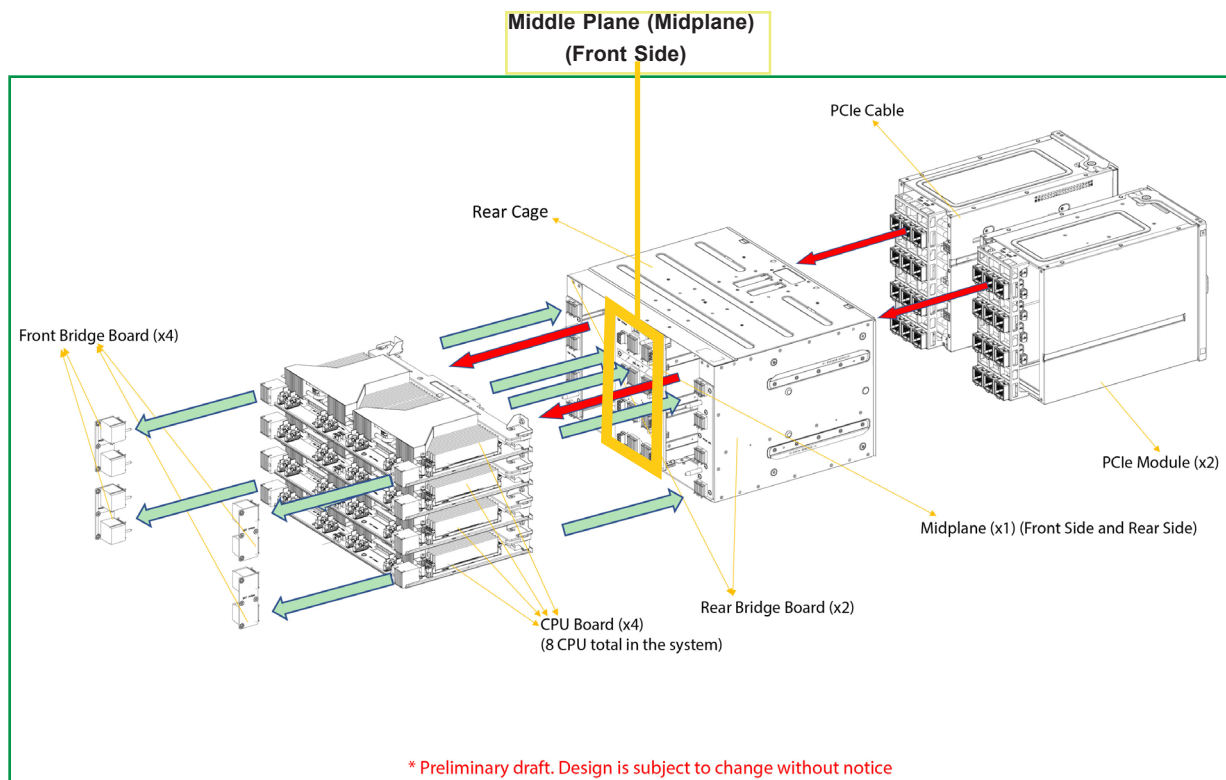 Middle Plane (Midplane)
(Front Side)
PCIe Cable
Rear Cage
Front Bridge Board (x4)
PCIe Module (x2)
Midplane (x1) (Front Side and Rear Side)
Rear Bridge Board (x2)
CPU Board (x4)
(8 CPU total in the system)
* Preliminary draft. Design is subject to change without notice